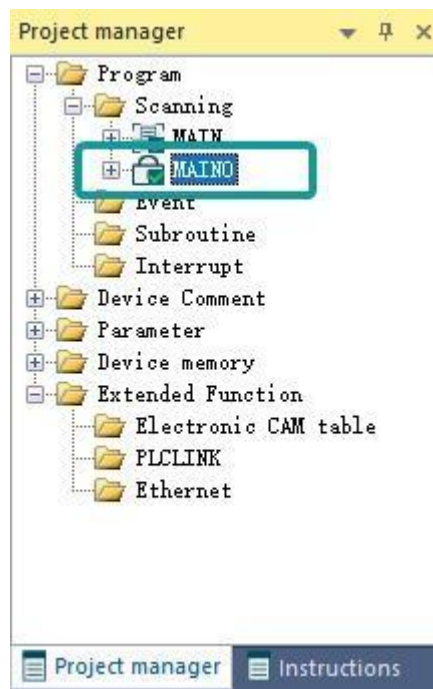 Project manager
Program
Scanning
MAIN
MAIN0
Event
Subroutine
Interrupt
Device Comment
Parameter
Device memory
Extended Function
Electronic CAM table
PLCLINK
Ethernet
Project manager Instructions